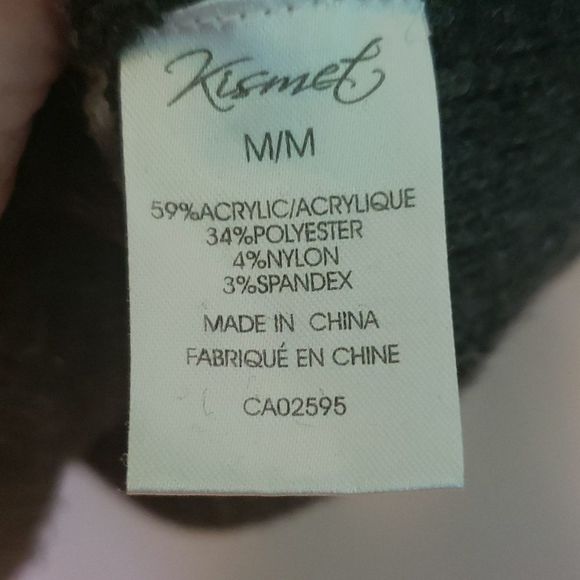 Kismet
M/M
59%ACRYLIC/ACRYLIQUE
34%POLYESTER
4%NYLON
3%SPANDEX
MADE IN CHINA
FABRIQUÉ EN CHINE
CA02595